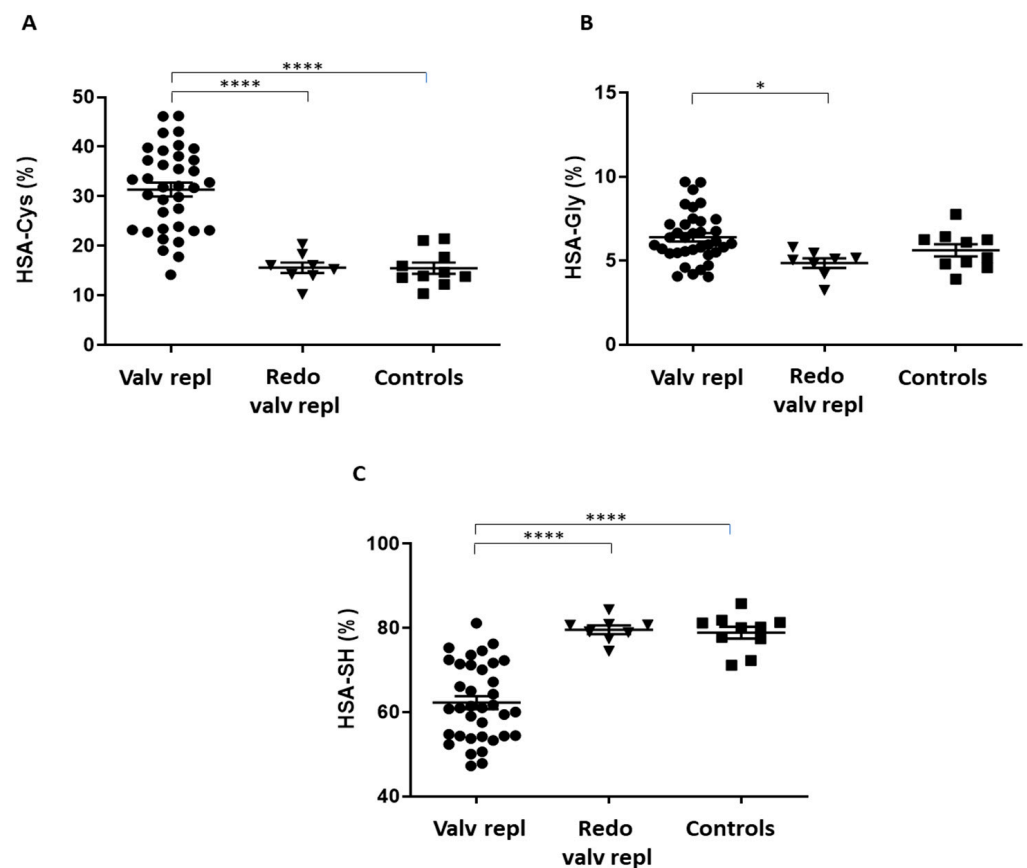 A
****
****
HSA-Cys (%)
50
40
30
20
10
0
Valv repl
Redo
valv repl
Controls
B
*
HSA-Gly (%)
15
10
5
0
Valv repl
Redo
valv repl
Controls
C
****
****
HSA-SH (%)
100
80
60
40
Valv repl
Redo
valv repl
Controls